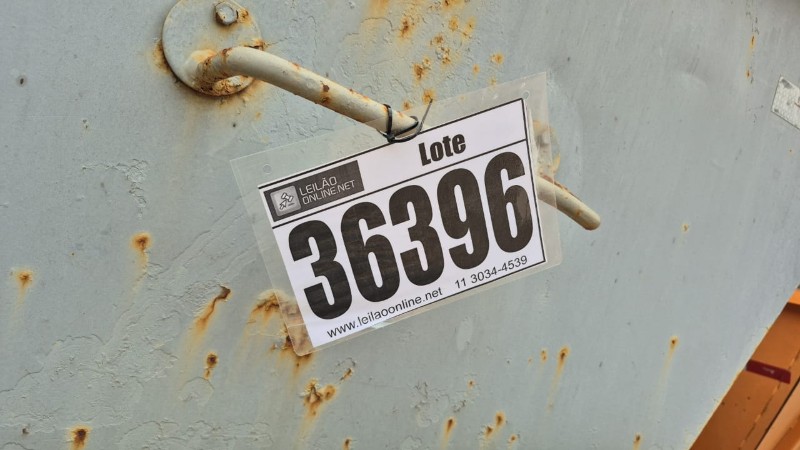 Lote
LEILÃO
ONLINE.NET
36396
www.leilaoonline.net 11 3034-4539